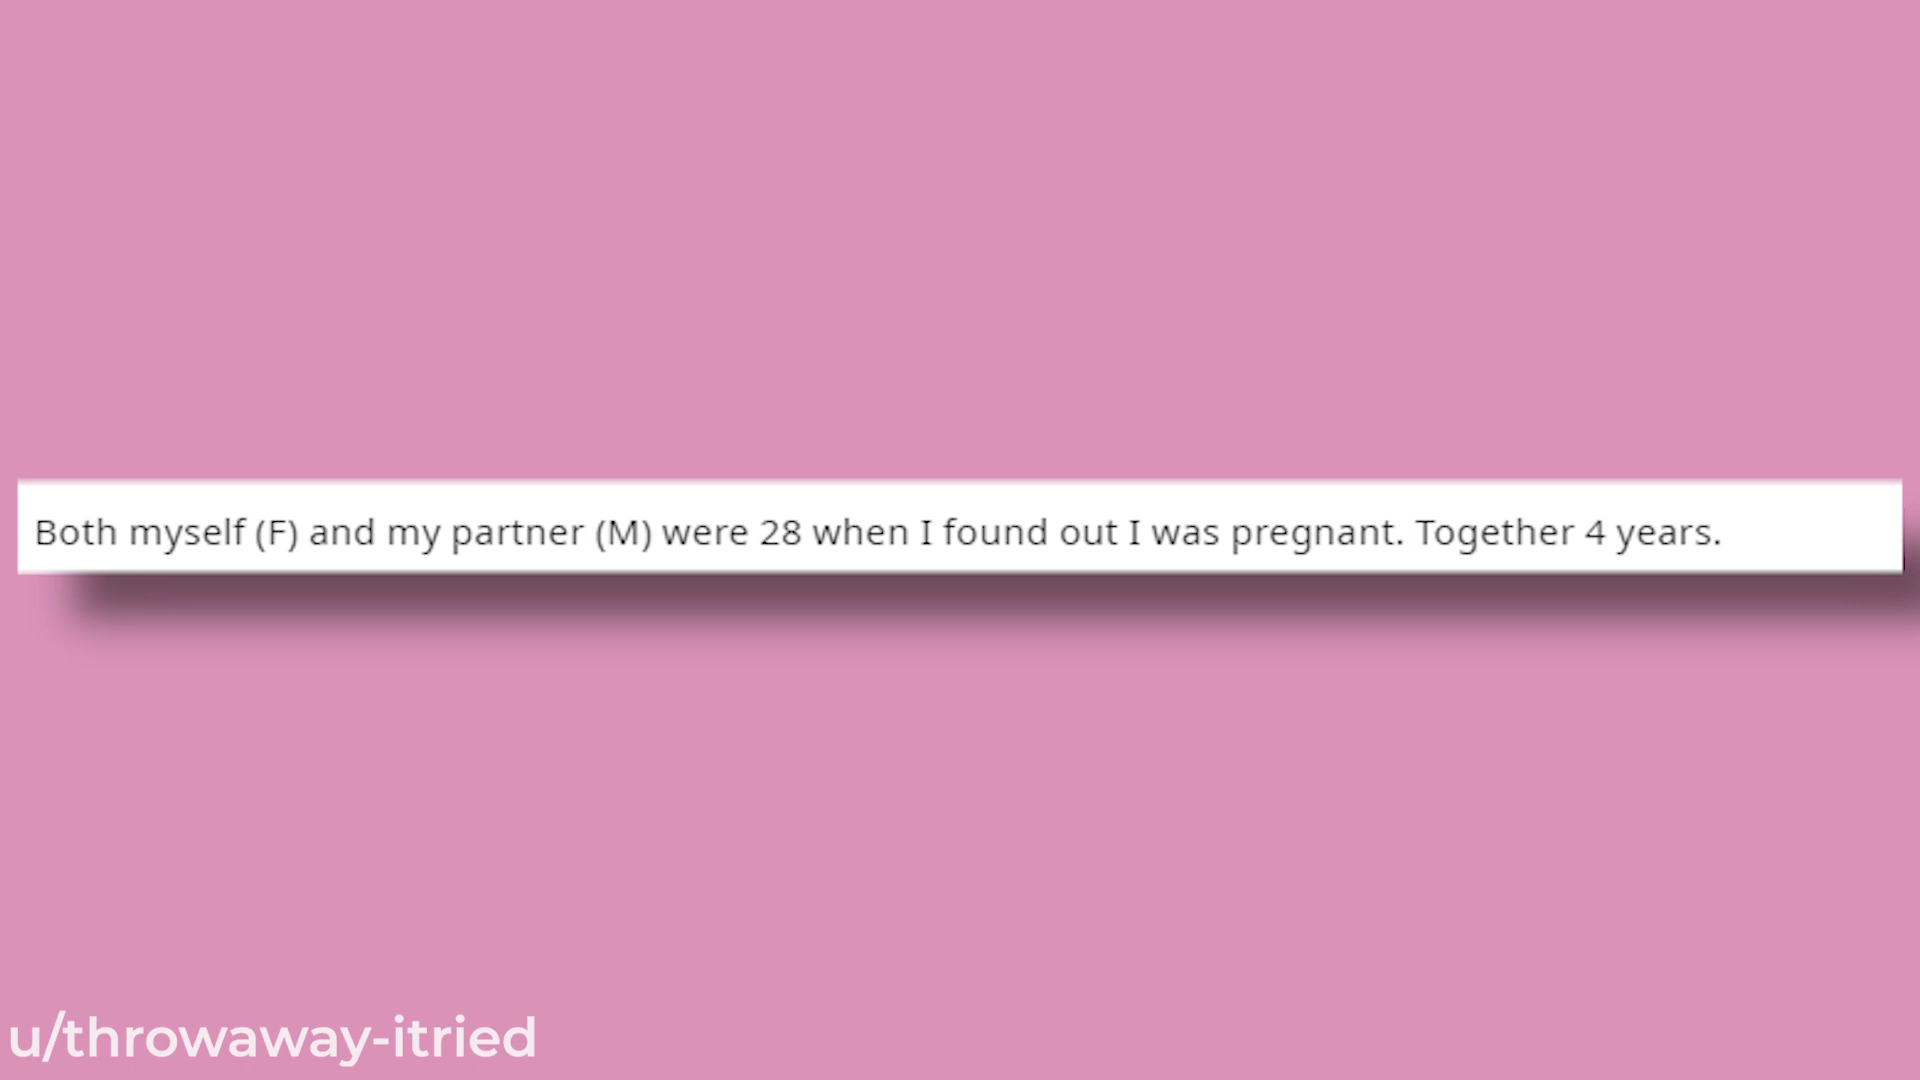 Both myself (F) and my partner (M) were 28 when I found out I was pregnant. Together 4 years.
u/throwaway-itried